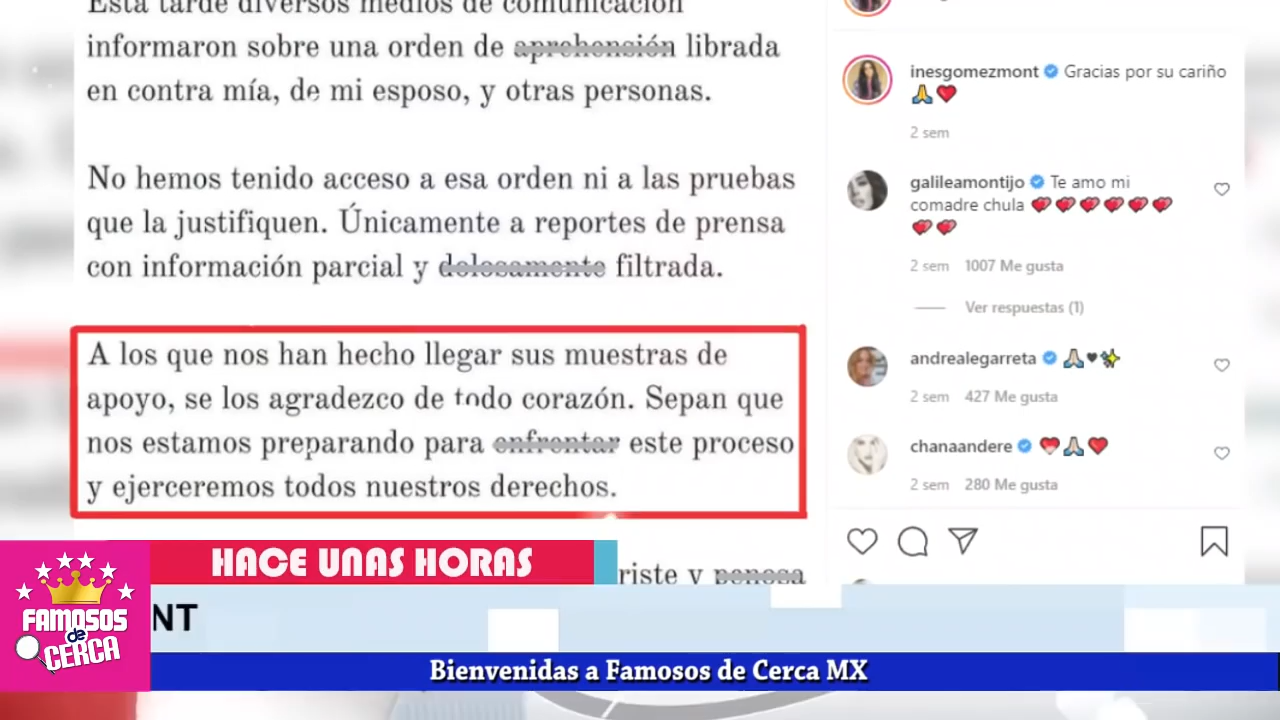 Esta tarde diversos medios de comunicación
informaron sobre una orden de aprehensión librada
en contra mía, de mi esposo, y otras personas.
No hemos tenido acceso a esa orden ni a las pruebas
que la justifiquen. Únicamente a reportes de prensa
con información parcial y dolosamente filtrada.
A los que nos han hecho llegar sus muestras de
apoyo, se los agradezco de todo corazón. Sepan que
nos estamos preparando para enfrentar este proceso
y ejerceremos todos nuestros derechos.
riste y penosa
inesgomezmont Gracias por su cariño
🙏❤️
2 sem
galileamontijo Te amo mi
comadre chula 💕💕💕💕💕💕
💕💕
2 sem 1007 Me gusta
Ver respuestas (1)
andrealegarreta 🙏🏻🖤✨
2 sem 427 Me gusta
chanaandere ❤️🙏🏻❤️
2 sem 280 Me gusta
HACE UNAS HORAS
NT
FAMOSOS
de
CERCA
Bienvenidas a Famosos de Cerca MX